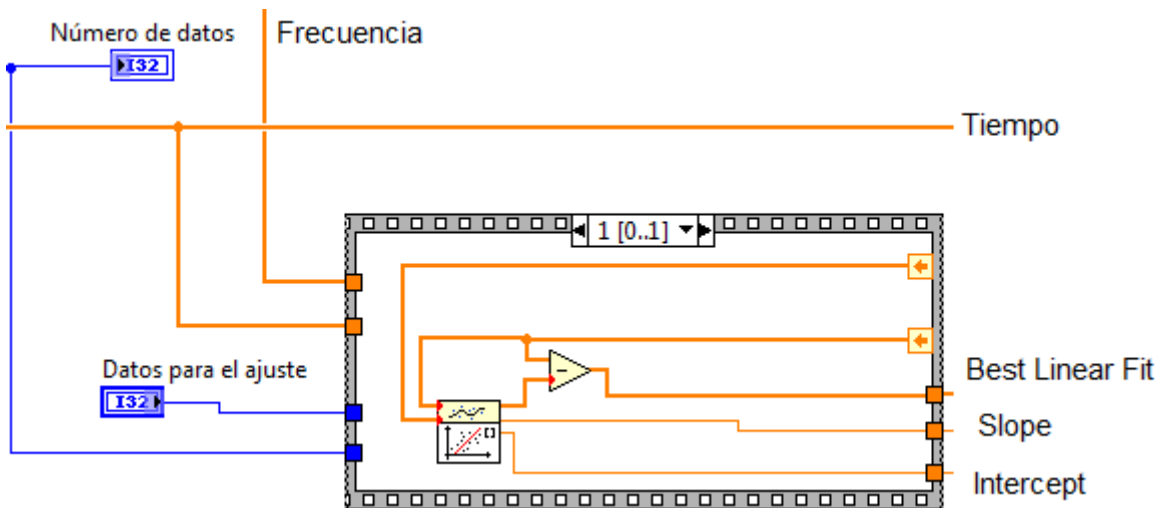 Número de datos
Frecuencia
I32
Tiempo
1 [0..1]
Datos para el ajuste
I32
Best Linear Fit
Slope
Intercept